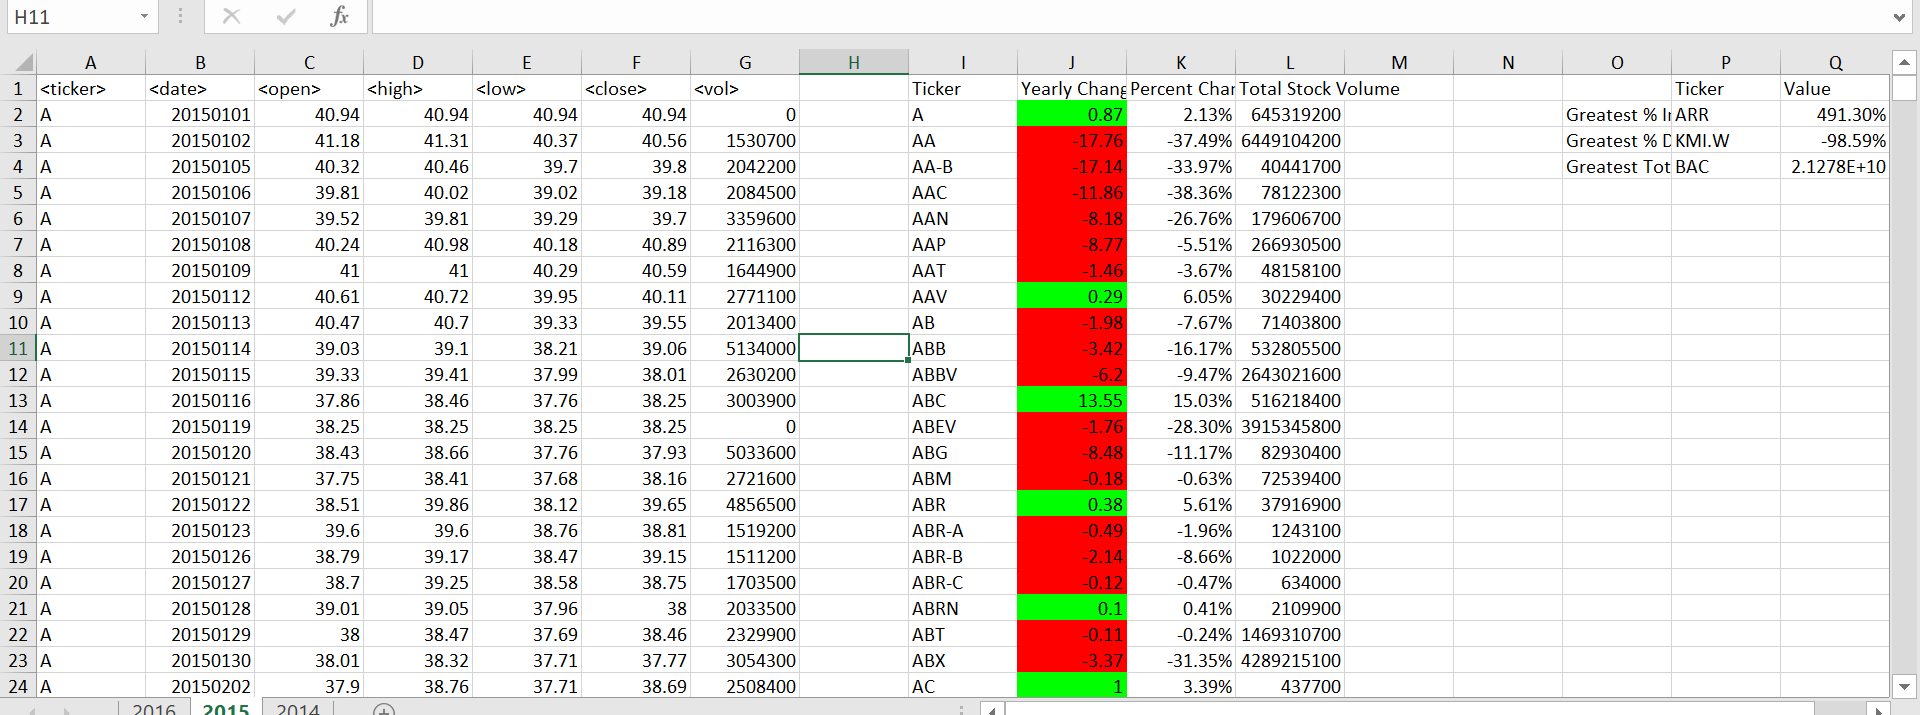 H11 fx
A B C D E F G H I J K L M N O P Q
1 <ticker> <date> <open> <high> <low> <close> <vol> Ticker Yearly Chang Percent Char Total Stock Volume Ticker Value
2 A 20150101 40.94 40.94 40.94 40.94 0 A 0.87 2.13% 645319200 Greatest % I ARR 491.30%
3 A 20150102 41.18 41.31 40.37 40.56 1530700 AA -17.76 -37.49% 6449104200 Greatest % D KMI.W -98.59%
4 A 20150105 40.32 40.46 39.7 39.8 2042200 AA-B -17.14 -33.97% 40441700 Greatest Tot BAC 2.1278E+10
5 A 20150106 39.81 40.02 39.02 39.18 2084500 AAC -11.86 -38.36% 78122300
6 A 20150107 39.52 39.81 39.29 39.7 3359600 AAN -8.18 -26.76% 179606700
7 A 20150108 40.24 40.98 40.18 40.89 2116300 AAP -8.77 -5.51% 266930500
8 A 20150109 41 41 40.29 40.59 1644900 AAT -1.46 -3.67% 48158100
9 A 20150112 40.61 40.72 39.95 40.11 2771100 AAV 0.29 6.05% 30229400
10 A 20150113 40.47 40.7 39.33 39.55 2013400 AB -1.98 -7.67% 71403800
11 A 20150114 39.03 39.1 38.21 39.06 5134000 ABB -3.42 -16.17% 532805500
12 A 20150115 39.33 39.41 37.99 38.01 2630200 ABBV -6.2 -9.47% 2643021600
13 A 20150116 37.86 38.46 37.76 38.25 3003900 ABC 13.55 15.03% 516218400
14 A 20150119 38.25 38.25 38.25 38.25 0 ABEV -1.76 -28.30% 3915345800
15 A 20150120 38.43 38.66 37.76 37.93 5033600 ABG -8.48 -11.17% 82930400
16 A 20150121 37.75 38.41 37.68 38.16 2721600 ABM -0.18 -0.63% 72539400
17 A 20150122 38.51 39.86 38.12 39.65 4856500 ABR 0.38 5.61% 37916900
18 A 20150123 39.6 39.6 38.76 38.81 1519200 ABR-A -0.49 -1.96% 1243100
19 A 20150126 38.79 39.17 38.47 39.15 1511200 ABR-B -2.14 -8.66% 1022000
20 A 20150127 38.7 39.25 38.58 38.75 1703500 ABR-C -0.12 -0.47% 634000
21 A 20150128 39.01 39.05 37.96 38 2033500 ABRN 0.1 0.41% 2109900
22 A 20150129 38 38.47 37.69 38.46 2329900 ABT -0.11 -0.24% 1469310700
23 A 20150130 38.01 38.32 37.71 37.77 3054300 ABX -3.37 -31.35% 4289215100
24 A 20150202 37.9 38.76 37.71 38.69 2508400 AC 1 3.39% 437700
2016 2015 2014